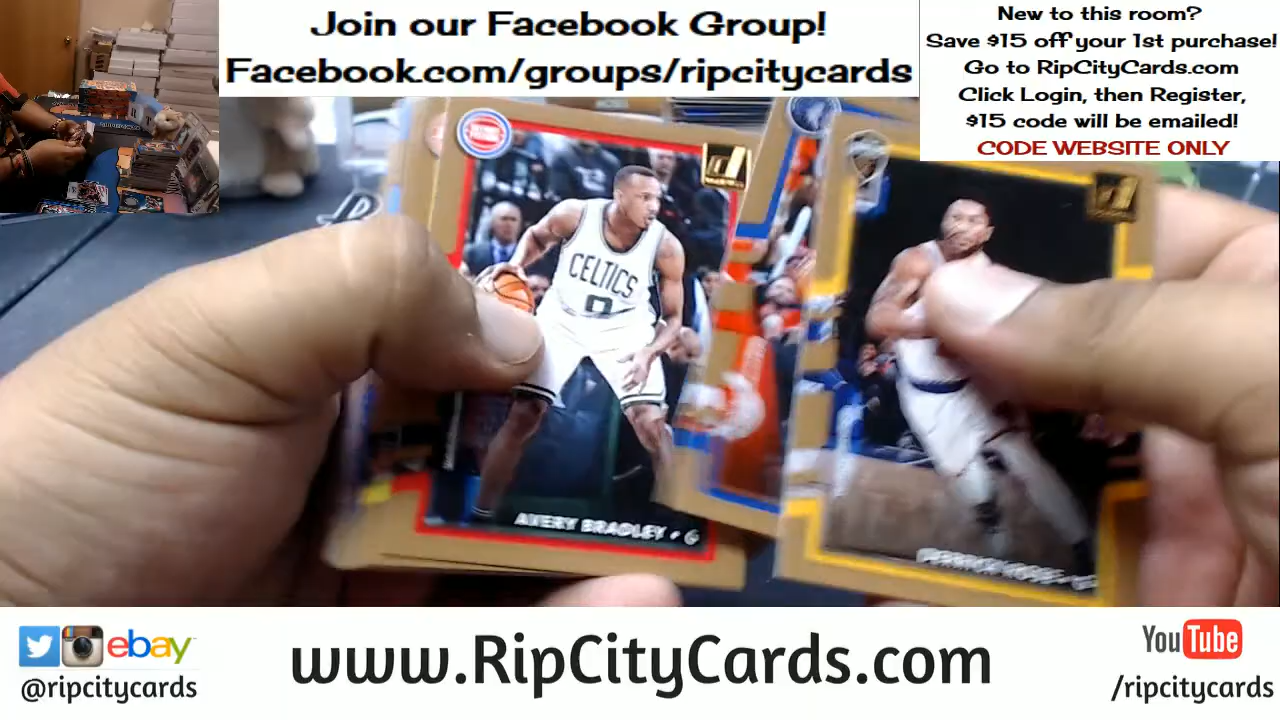 Join our Facebook Group!
Facebook.com/groups/ripcitycards
New to this room?
Save $15 off your 1st purchase!
Go to RipCityCards.com
Click Login, then Register,
$15 code will be emailed!
CODE WEBSITE ONLY
CELTICS
AVERY BRADLEY • G
ebay
@ripcitycards
www.RipCityCards.com
YouTube
/ripcitycards